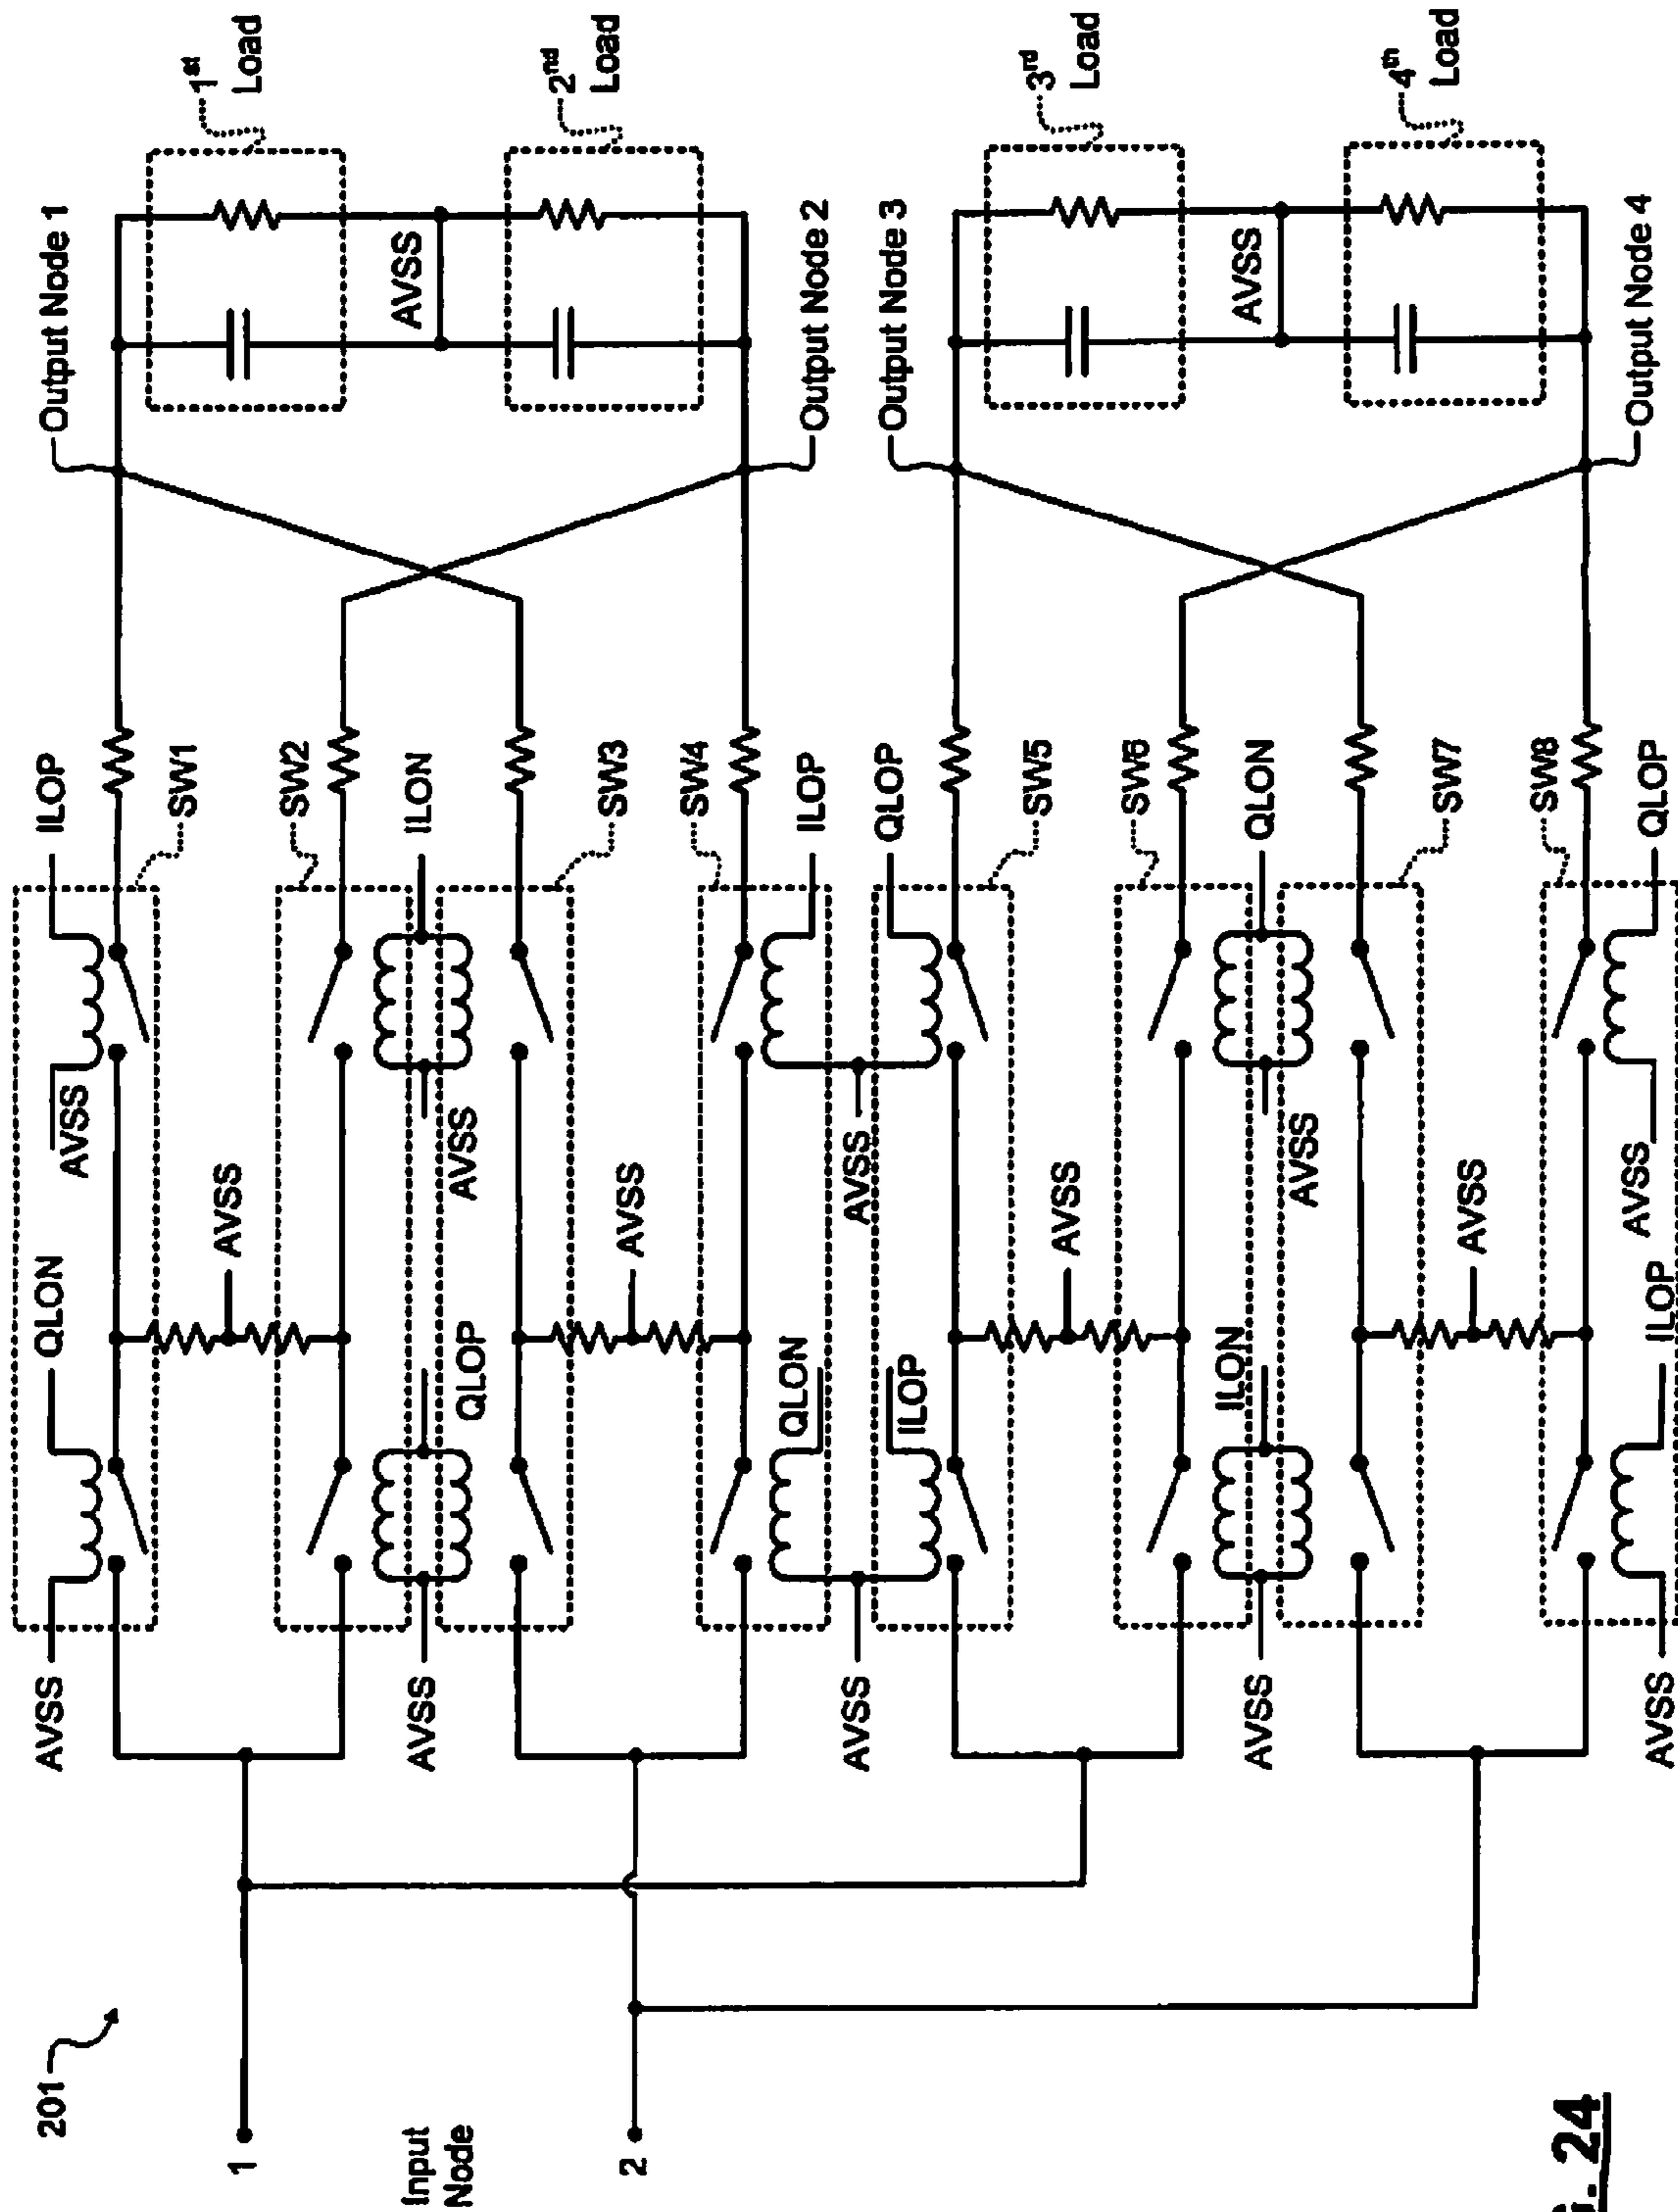 201
1
Input
Node
2
AVSS
QLON
AVSS
ILOP
SW1
AVSS
SW2
AVSS
QLOP
AVSS
ILON
AVSS
SW3
SW4
QLON
ILOP
AVSS
AVSS
ILOP
QLOP
SW5
AVSS
SW6
AVSS
ILON
AVSS
QLON
AVSS
SW7
SW8
AVSS
ILOP
AVSS
QLOP
Output Node 1
1st
Load
AVSS
2nd
Load
Output Node 2
Output Node 3
3rd
Load
AVSS
4th
Load
Output Node 4
. 24